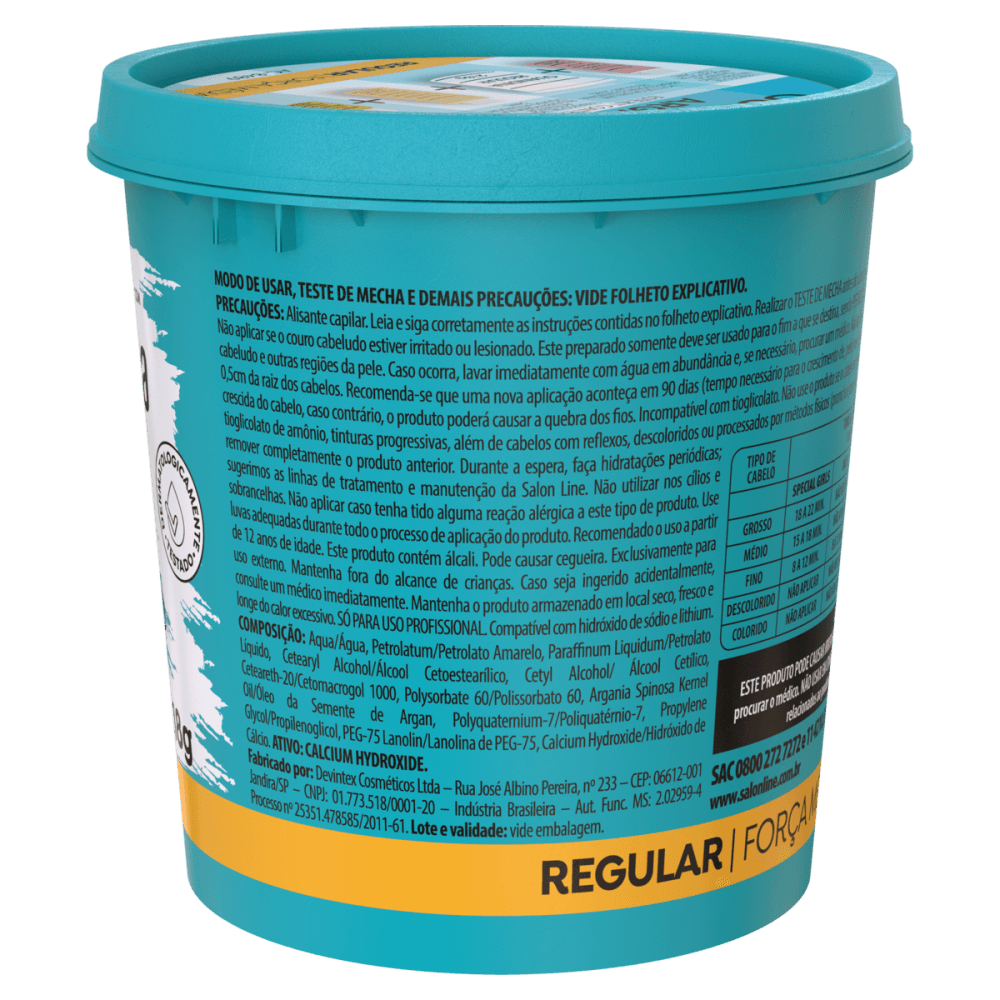 REGULAR
MODO DE USAR, TESTE DE MECHA E DEMAIS PRECAUÇÕES: VIDE FOLHETO EXPLICATIVO.
PRECAUÇÕES: Alisante capilar. Leia e siga corretamente as instruções contidas no folheto explicativo. Realizar o TESTE DE MECHA antes
Não aplicar se o couro cabeludo estiver irritado ou lesionado. Este preparado somente deve ser usado para o fim a que se destina, sendo
cabeludo e outras regiões da pele. Caso ocorra, lavar imediatamente com água em abundância e, se necessário, procurar um médico.
0,5cm da raiz dos cabelos. Recomenda-se que uma nova aplicação aconteça em 90 dias (tempo necessário para o crescimento
crescida do cabelo, caso contrário, o produto poderá causar a quebra dos fios. Incompatível com tioglicolato. Não use o produto se o
tioglicolato de amônio, tinturas progressivas, além de cabelos com reflexos, descoloridos ou processados por métodos físicos
remover completamente o produto anterior. Durante a espera, faça hidratações periódicas;
sugerimos as linhas de tratamento e manutenção da Salon Line. Não utilizar nos cílios e
sobrancelhas. Não aplicar caso tenha tido alguma reação alérgica a este tipo de produto. Use
luvas adequadas durante todo o processo de aplicação do produto. Recomendado o uso a partir
de 12 anos de idade. Este produto contém álcali. Pode causar cegueira. Exclusivamente para
uso externo. Mantenha fora do alcance de crianças. Caso seja ingerido acidentalmente,
consulte um médico imediatamente. Mantenha o produto armazenado em local seco, fresco e
longe do calor excessivo. SÓ PARA USO PROFISSIONAL. Compatível com hidróxido de sódio e lithium.
COMPOSIÇÃO: Aqua/Água, Petrolatum/Petrolato Amarelo, Paraffinum Liquidum/Petrolato
Líquido, Cetearyl Alcohol/Álcool Cetoestearílico, Cetyl Alcohol/ Álcool Cetílico,
Ceteareth-20/Cetomacrogol 1000, Polysorbate 60/Polissorbato 60, Argania Spinosa Kernel
Oil/Óleo da Semente de Argan, Polyquaternium-7/Poliquatérnio-7, Propylene
Glycol/Propilenoglicol, PEG-75 Lanolin/Lanolina de PEG-75, Calcium Hydroxide/Hidróxido de
Cálcio. ATIVO: CALCIUM HYDROXIDE.
Fabricado por: Devintex Cosméticos Ltda – Rua José Albino Pereira, nº 233 – CEP: 06612-001
Jandira/SP – CNPJ: 01.773.518/0001-20 – Indústria Brasileira – Aut. Func. MS: 2.02959-4
Processo nº 25351.478585/2011-61. Lote e validade: vide embalagem.
TIPO DE CABELO
SPECIAL GIRLS
GROSSO 18 A 22 MIN.
MÉDIO 15 A 18 MIN.
FINO 8 A 12 MIN.
DESCOLORIDO NÃO APLICAR
COLORIDO NÃO APLICAR
ESTE PRODUTO PODE CAUSAR
procurar o médico. NÃO USAR
relacionados ao
SAC 0800 272 7272 e 11
www.salonline.com.br
DERMATOLOGICAMENTE TESTADO
8g
REGULAR | FORÇA